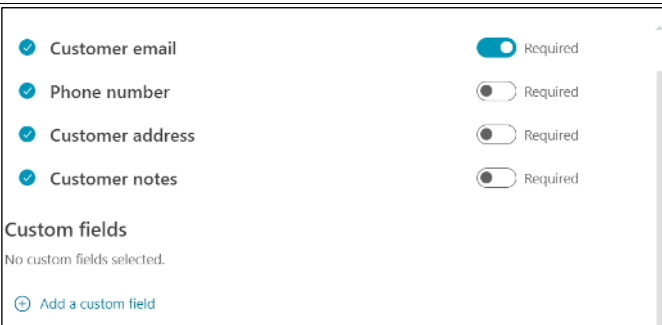 Customer email Required
Phone number Required
Customer address Required
Customer notes Required
Custom fields
No custom fields selected.
Add a custom field